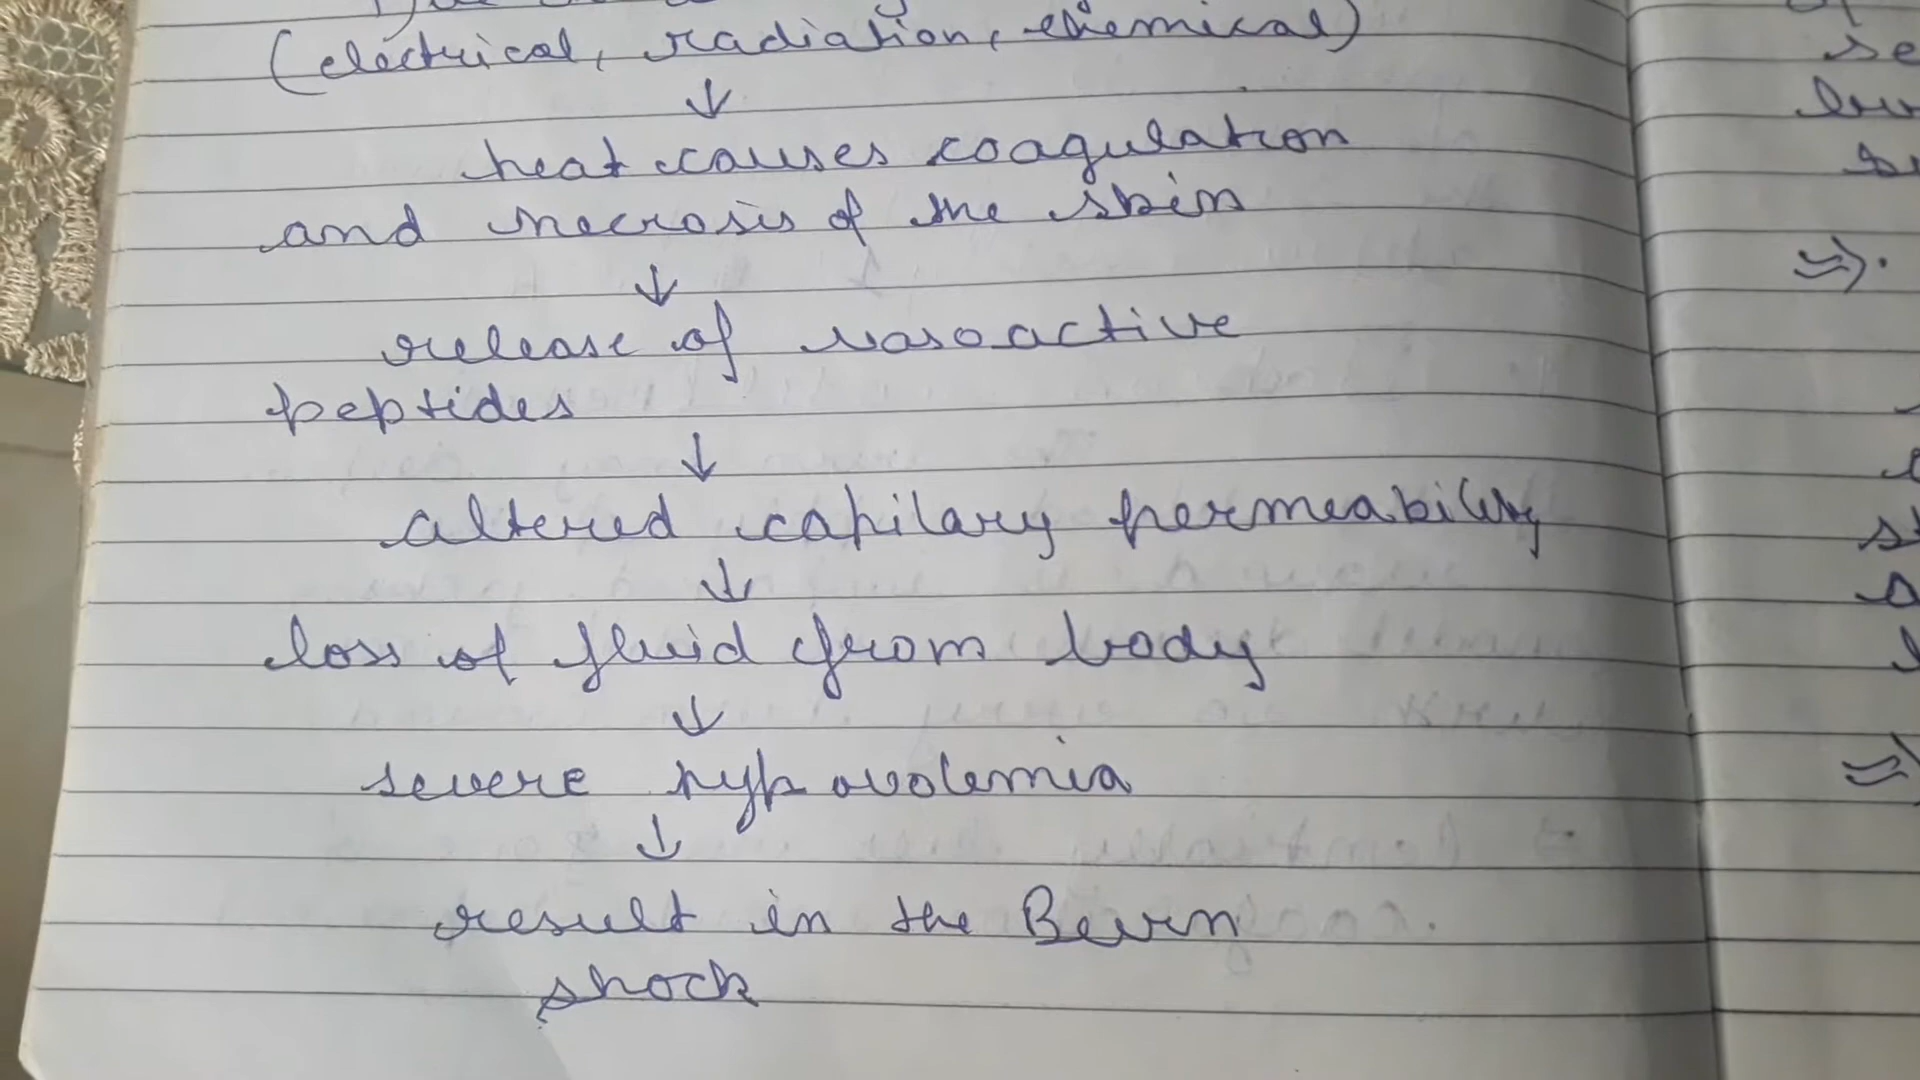 (electrical, radiation, chemical)
↓
heat causes coagulation
and necrosis of the skin
↓
release of vasoactive
peptides
↓
altered capilary permeability
↓
loss of fluid from body
↓
severe hypovolemia
↓
result in the Burn
shock